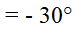 = - 30°